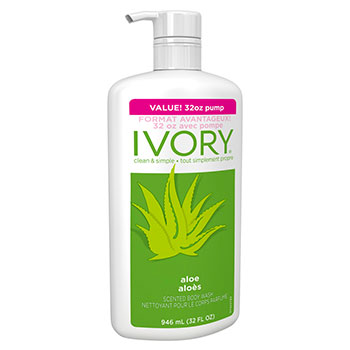 VALUE! 32oz pump
FORMAT AVANTAGEUX!
32 oz avec pompe
IVORY
clean & simple • tout simplement propre
aloe
aloès
SCENTED BODY WASH
NETTOYANT POUR LE CORPS PARFUMÉ
946 mL (32 FL OZ)